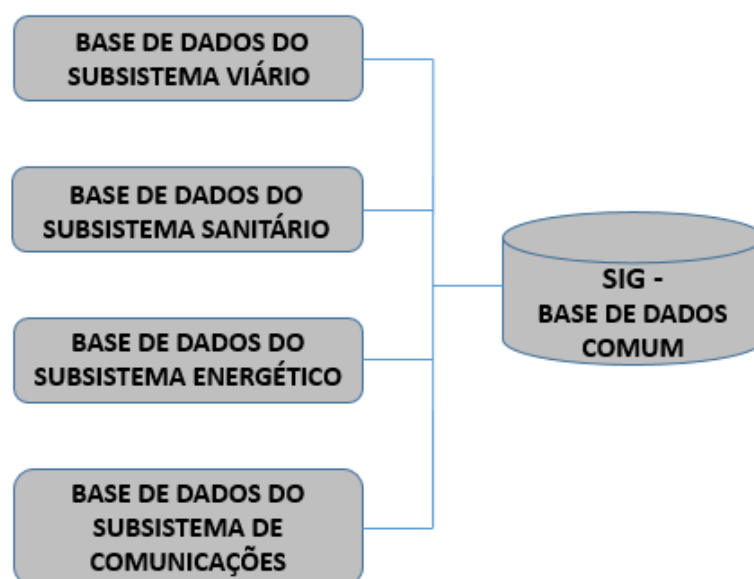 BASE DE DADOS DO
SUBSISTEMA VIÁRIO
BASE DE DADOS DO
SUBSISTEMA SANITÁRIO
BASE DE DADOS DO
SUBSISTEMA ENERGÉTICO
BASE DE DADOS DO
SUBSISTEMA DE
COMUNICAÇÕES
SIG -
BASE DE DADOS
COMUM